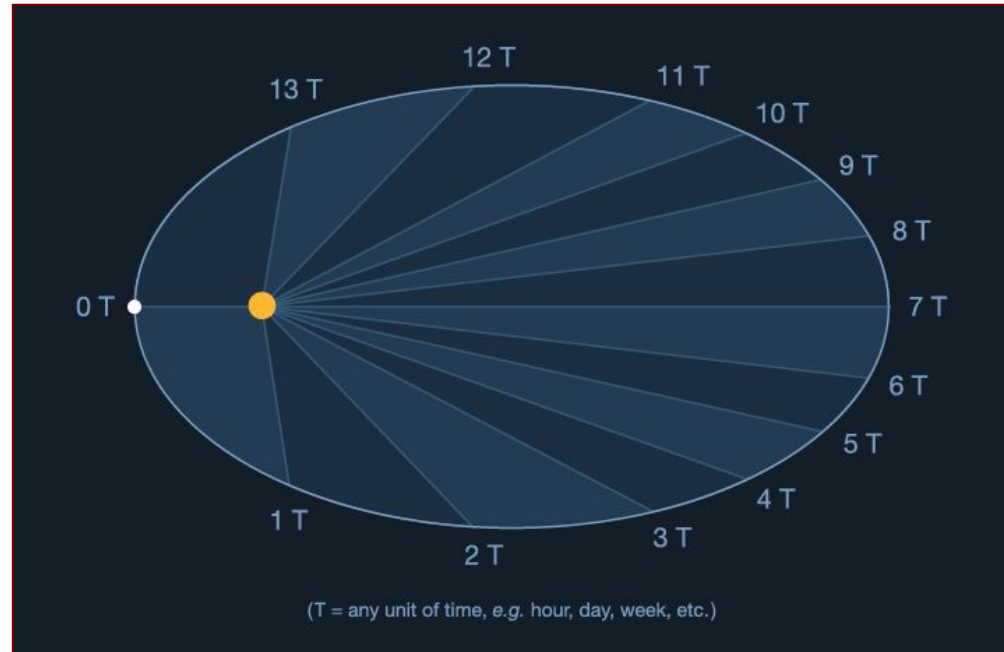 12 T
11 T
13 T
10 T
9 T
8 T
0 T
7 T
6 T
5 T
4 T
1 T
3 T
2 T
(T = any unit of time, e.g. hour, day, week, etc.)